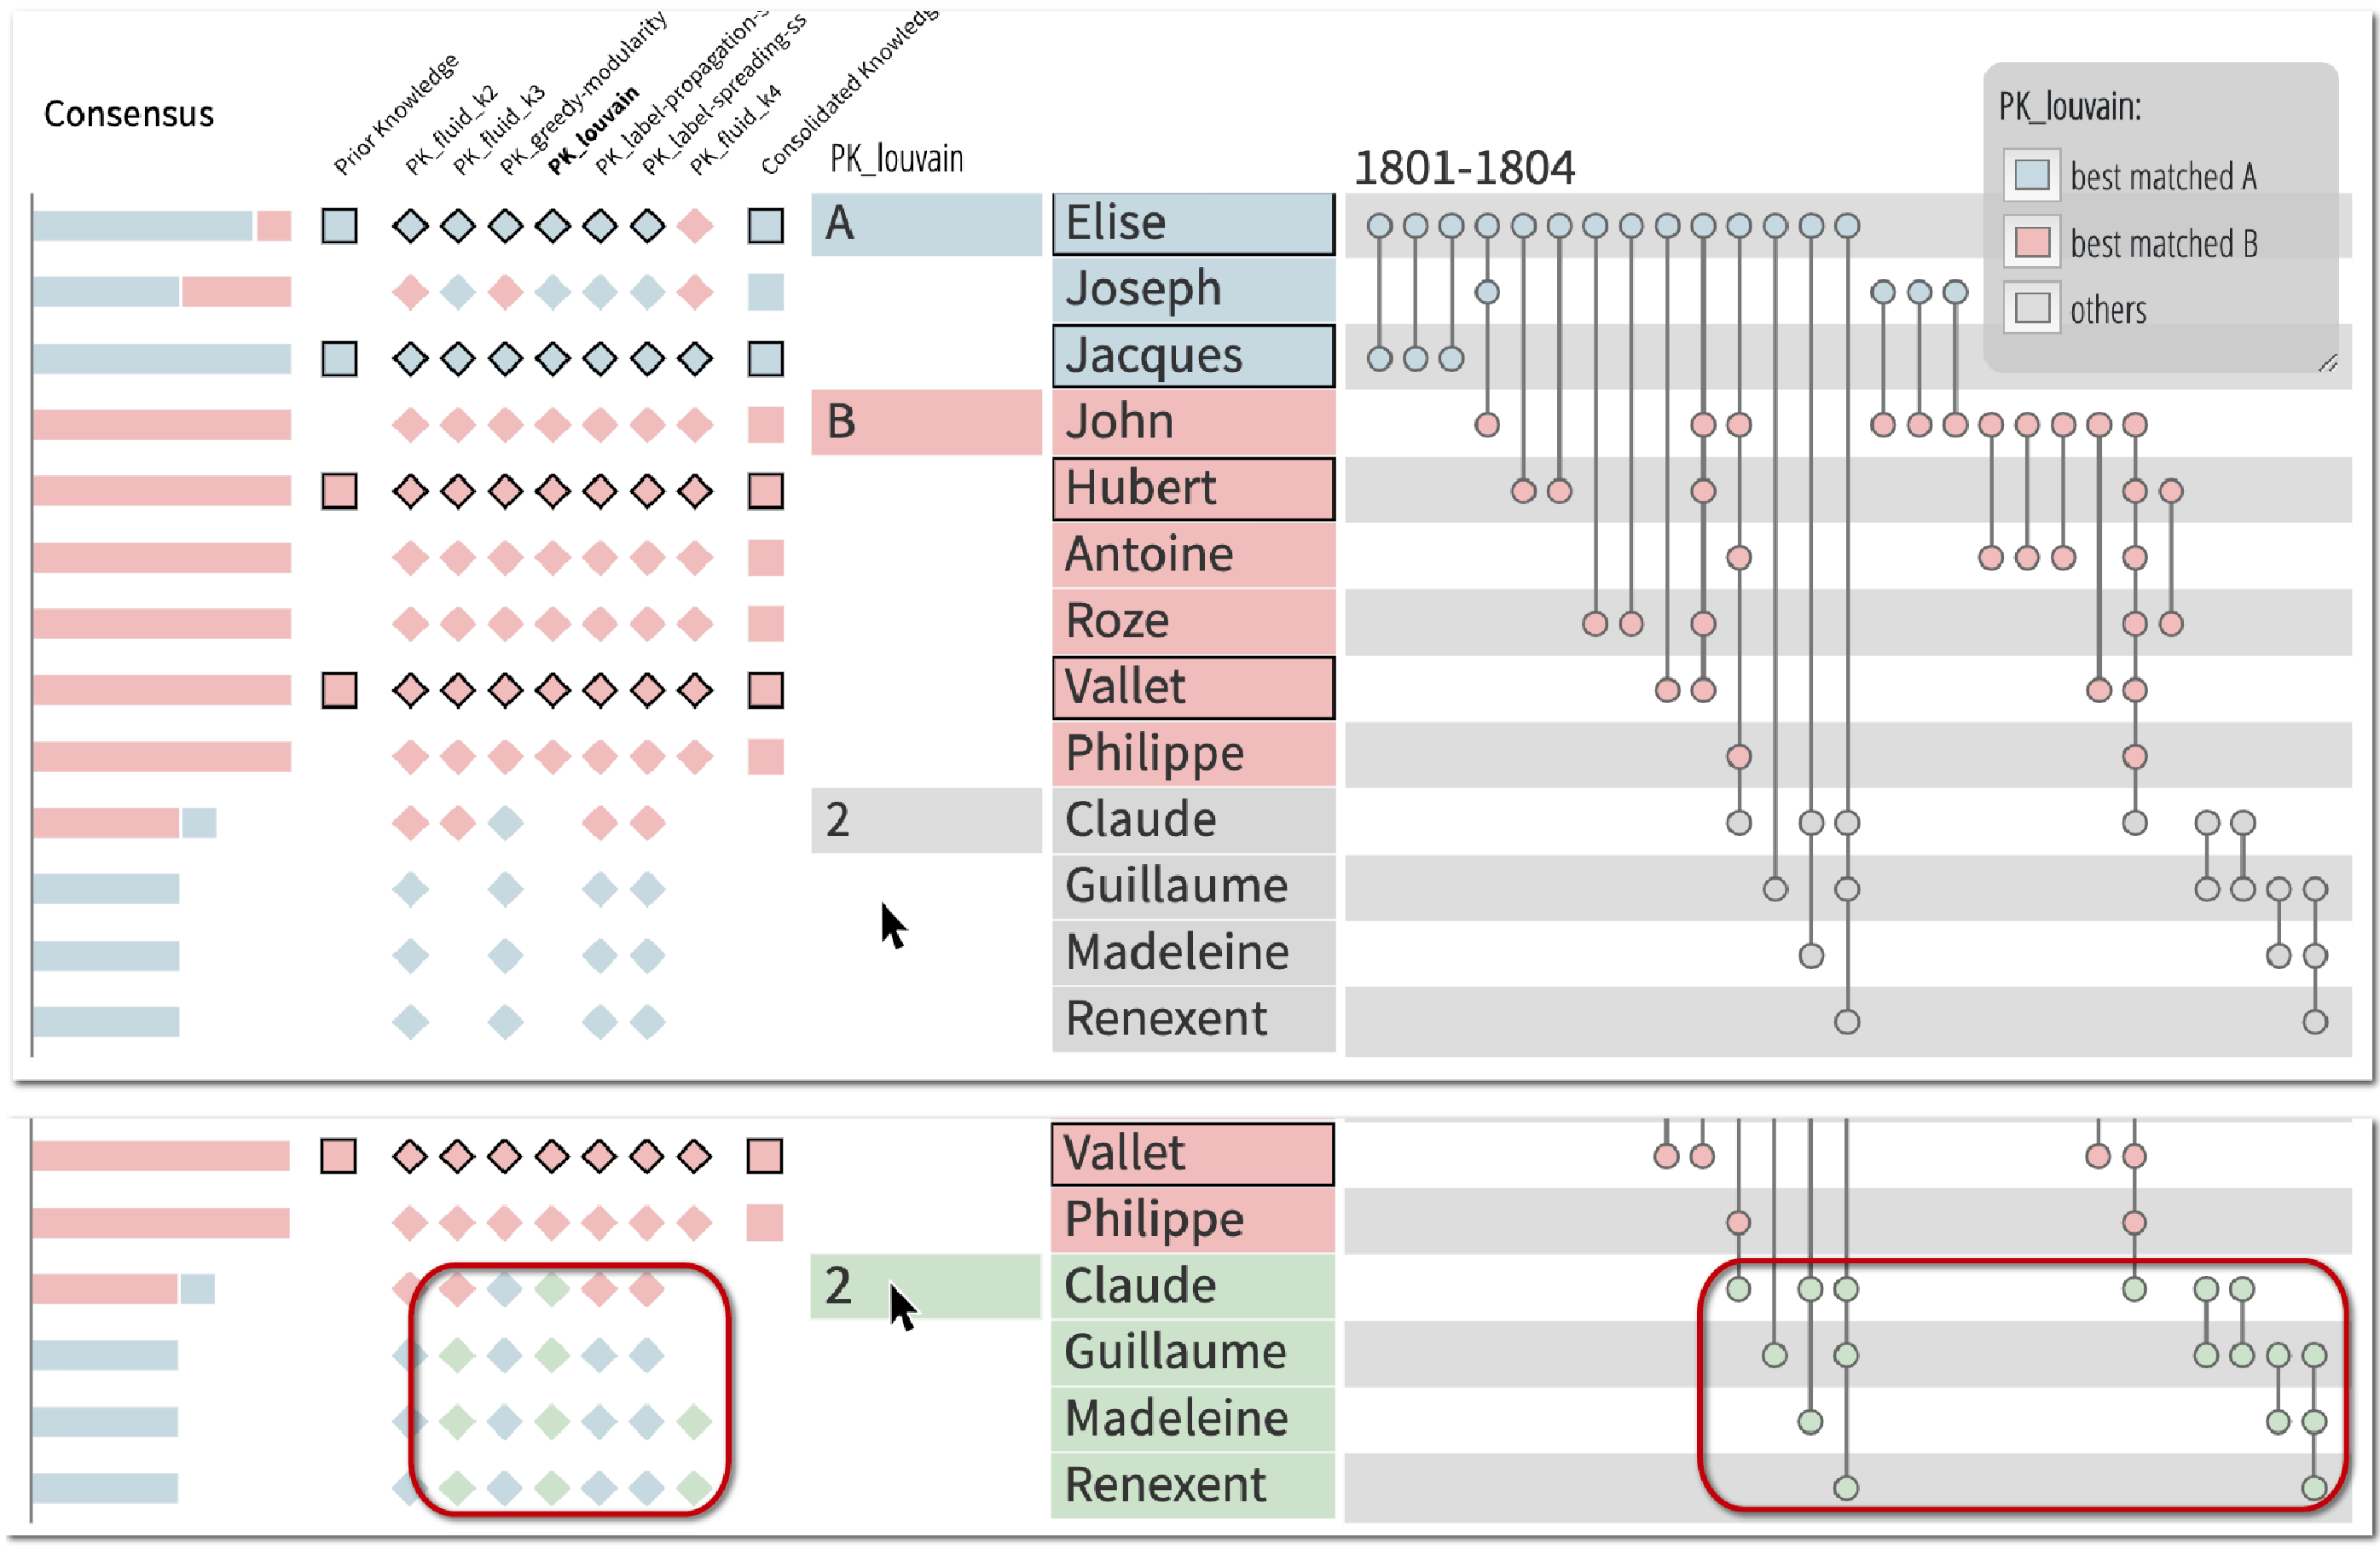 Consensus
Prior Knowledge
PK_fluid_k2
PK_fluid_k3
PK_greedy-modularity
PK_louvain
PK_label-propagation-s
PK_label-spreading-ss
PK_fluid_k4
Consolidated Knowledg
PK_louvain
1801-1804
PK_louvain:
best matched A
best matched B
others
A
Elise
Joseph
Jacques
B
John
Hubert
Antoine
Roze
Vallet
Philippe
2
Claude
Guillaume
Madeleine
Renexent
Vallet
Philippe
2
Claude
Guillaume
Madeleine
Renexent